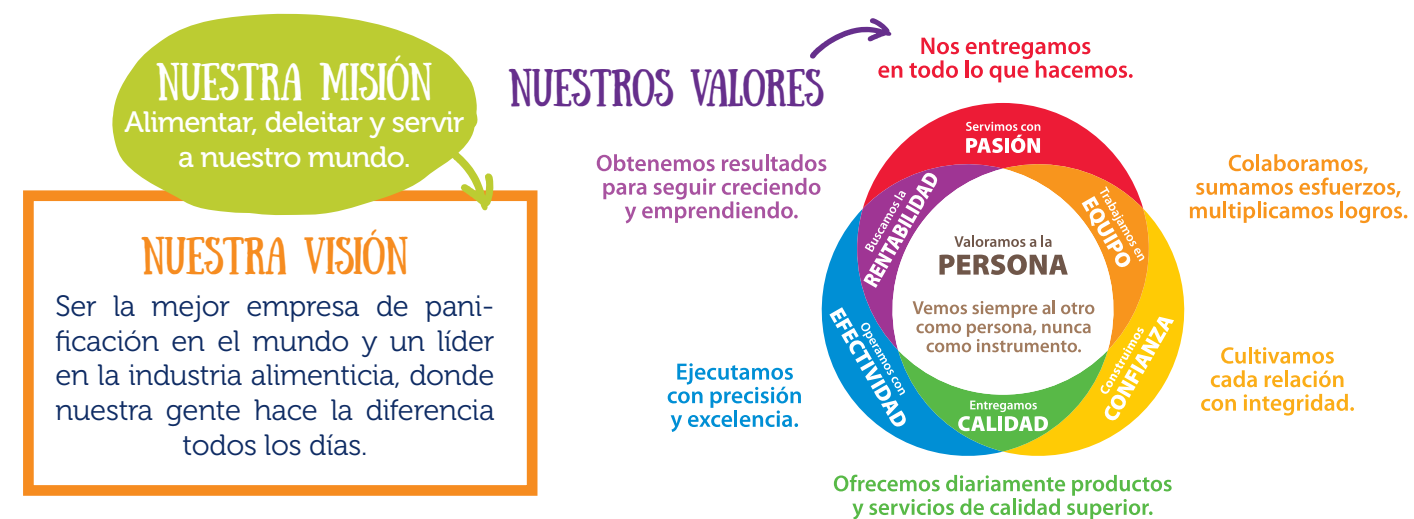 NUESTRA MISIÓN
Alimentar, deleitar y servir
a nuestro mundo.
NUESTRA VISIÓN
Ser la mejor empresa de pani-
ficación en el mundo y un líder
en la industria alimenticia, donde
nuestra gente hace la diferencia
todos los días.
NUESTROS VALORES
Nos entregamos
en todo lo que hacemos.
Servimos con
PASIÓN
Colaboramos,
sumamos esfuerzos,
multiplicamos logros.
Trabajamos en
EQUIPO
Cultivamos
cada relación
con integridad.
Construimos
CONFIANZA
Ofrecemos diariamente productos
y servicios de calidad superior.
Entregamos
CALIDAD
Ejecutamos
con precisión
y excelencia.
Operamos con
EFECTIVIDAD
Obtenemos resultados
para seguir creciendo
y emprendiendo.
Buscamos la
RENTABILIDAD
Valoramos a la
PERSONA
Vemos siempre al otro
como persona, nunca
como instrumento.